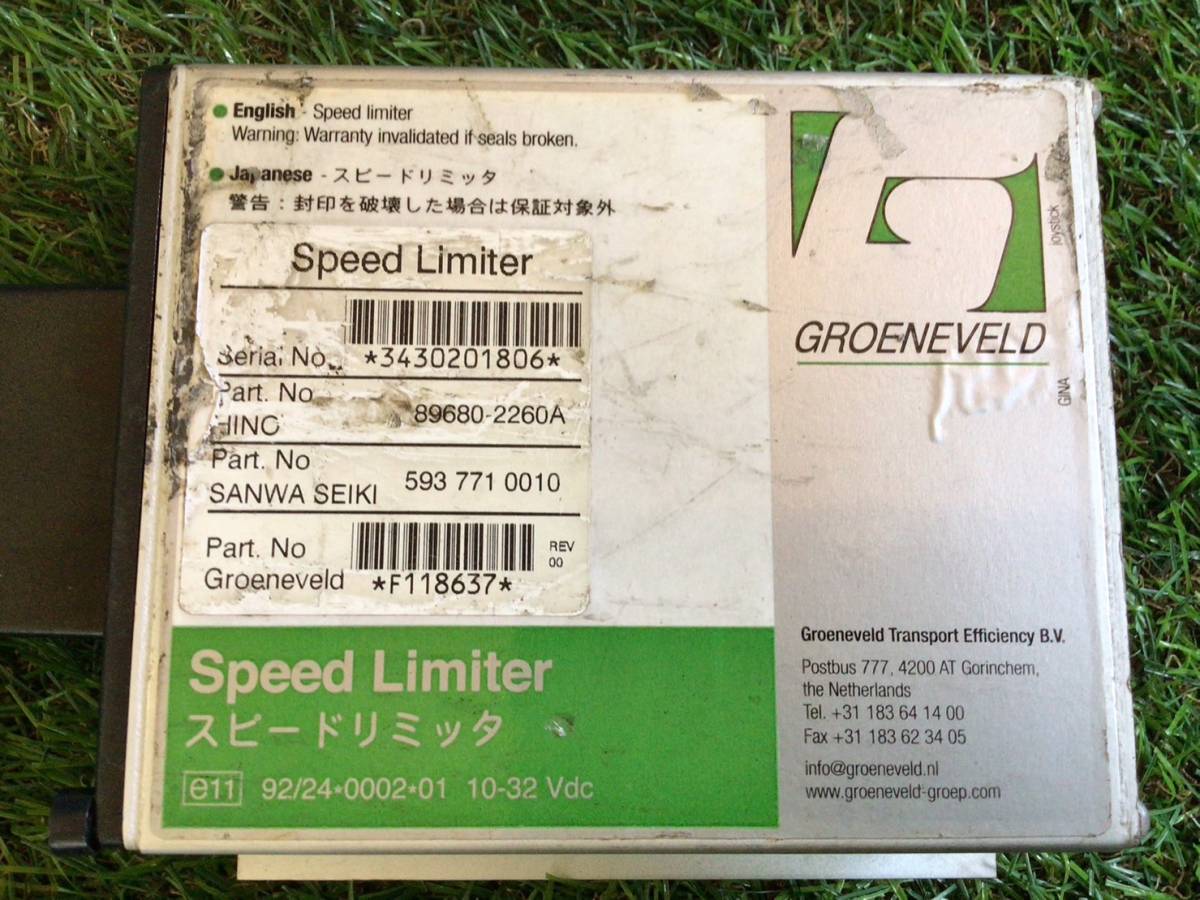 English - Speed limiter
Warning: Warranty invalidated if seals broken.
Japanese - スピードリミッタ
警告：封印を破壊した場合は保証対象外
Speed Limiter
Serial No. *3430201806*
Part. No
HINO 89680-2260A
Part. No
SANWA SEIKI 593 771 0010
Part. No
Groeneveld *F118637* REV
00
Speed Limiter
スピードリミッタ
e11 92/24*0002*01 10-32 Vdc
joystick
GROENEVELD
GINA
Groeneveld Transport Efficiency B.V.
Postbus 777, 4200 AT Gorinchem,
the Netherlands
Tel. +31 183 64 14 00
Fax +31 183 62 34 05
info@groeneveld.nl
www.groeneveld-groep.com